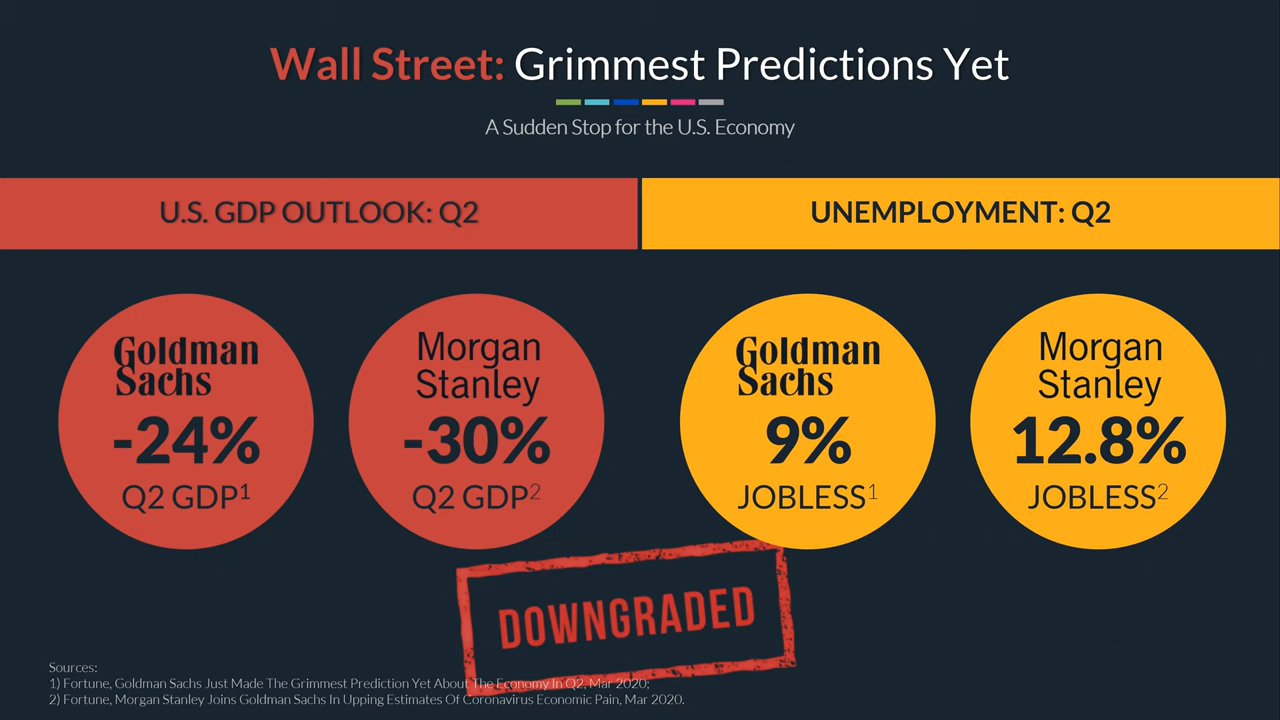 Wall Street: Grimmest Predictions Yet
A Sudden Stop for the U.S. Economy
U.S. GDP OUTLOOK: Q2
UNEMPLOYMENT: Q2
Goldman
Sachs
-24%
Q2 GDP¹
Morgan
Stanley
-30%
Q2 GDP²
Goldman
Sachs
9%
JOBLESS¹
Morgan
Stanley
12.8%
JOBLESS²
DOWNGRADED
Sources:
1) Fortune, Goldman Sachs Just Made The Grimmest Prediction Yet About The Economy In Q2, Mar 2020;
2) Fortune, Morgan Stanley Joins Goldman Sachs In Upping Estimates Of Coronavirus Economic Pain, Mar 2020.